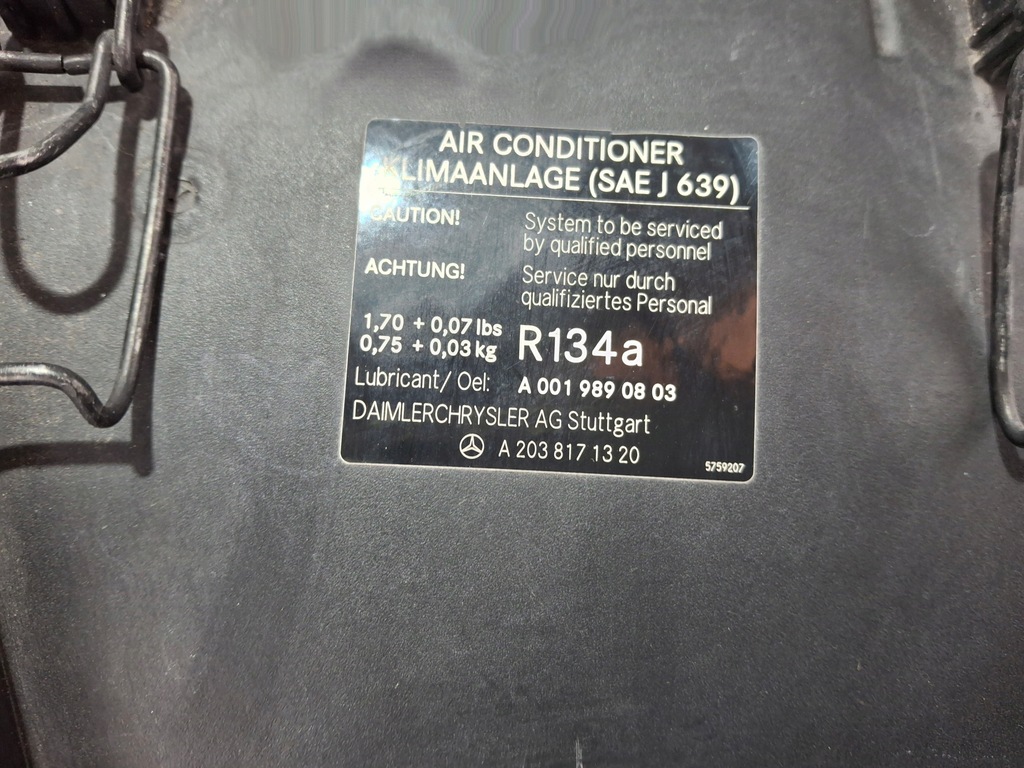 AIR CONDITIONER
KLIMAANLAGE (SAE J 639)
CAUTION! System to be serviced
by qualified personnel
ACHTUNG! Service nur durch
qualifiziertes Personal
1,70 + 0,07 lbs
0,75 + 0,03 kg R134a
Lubricant/ Oel: A 001 989 08 03
DAIMLERCHRYSLER AG Stuttgart
A 203 817 13 20
5759207